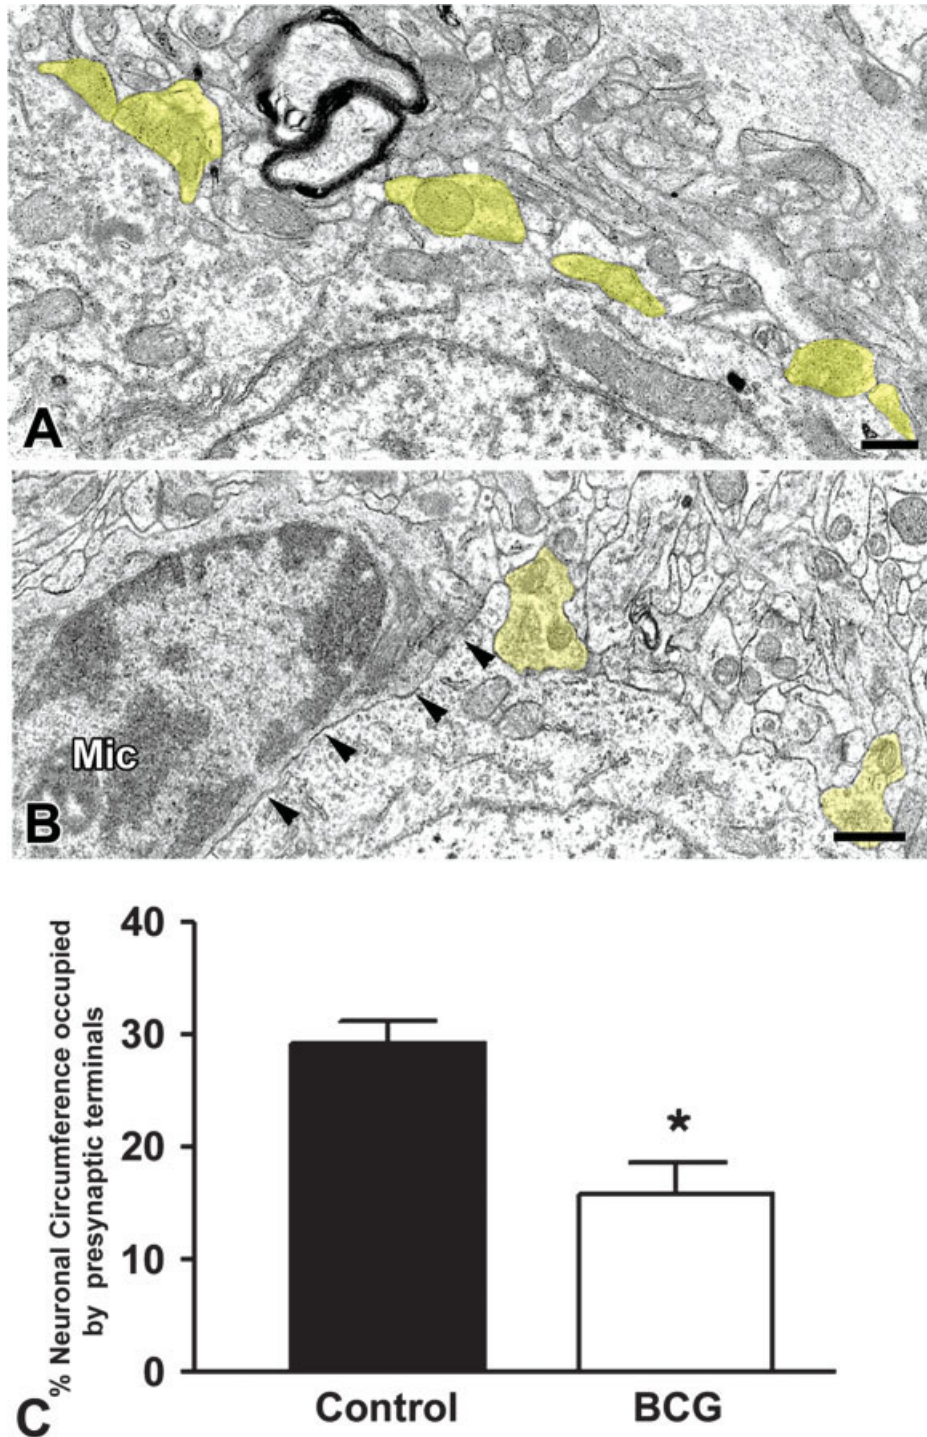 A
Mic
B
% Neuronal Circumference occupied
by presynaptic terminals
40
30
20
10
0
*
Control
BCG
C